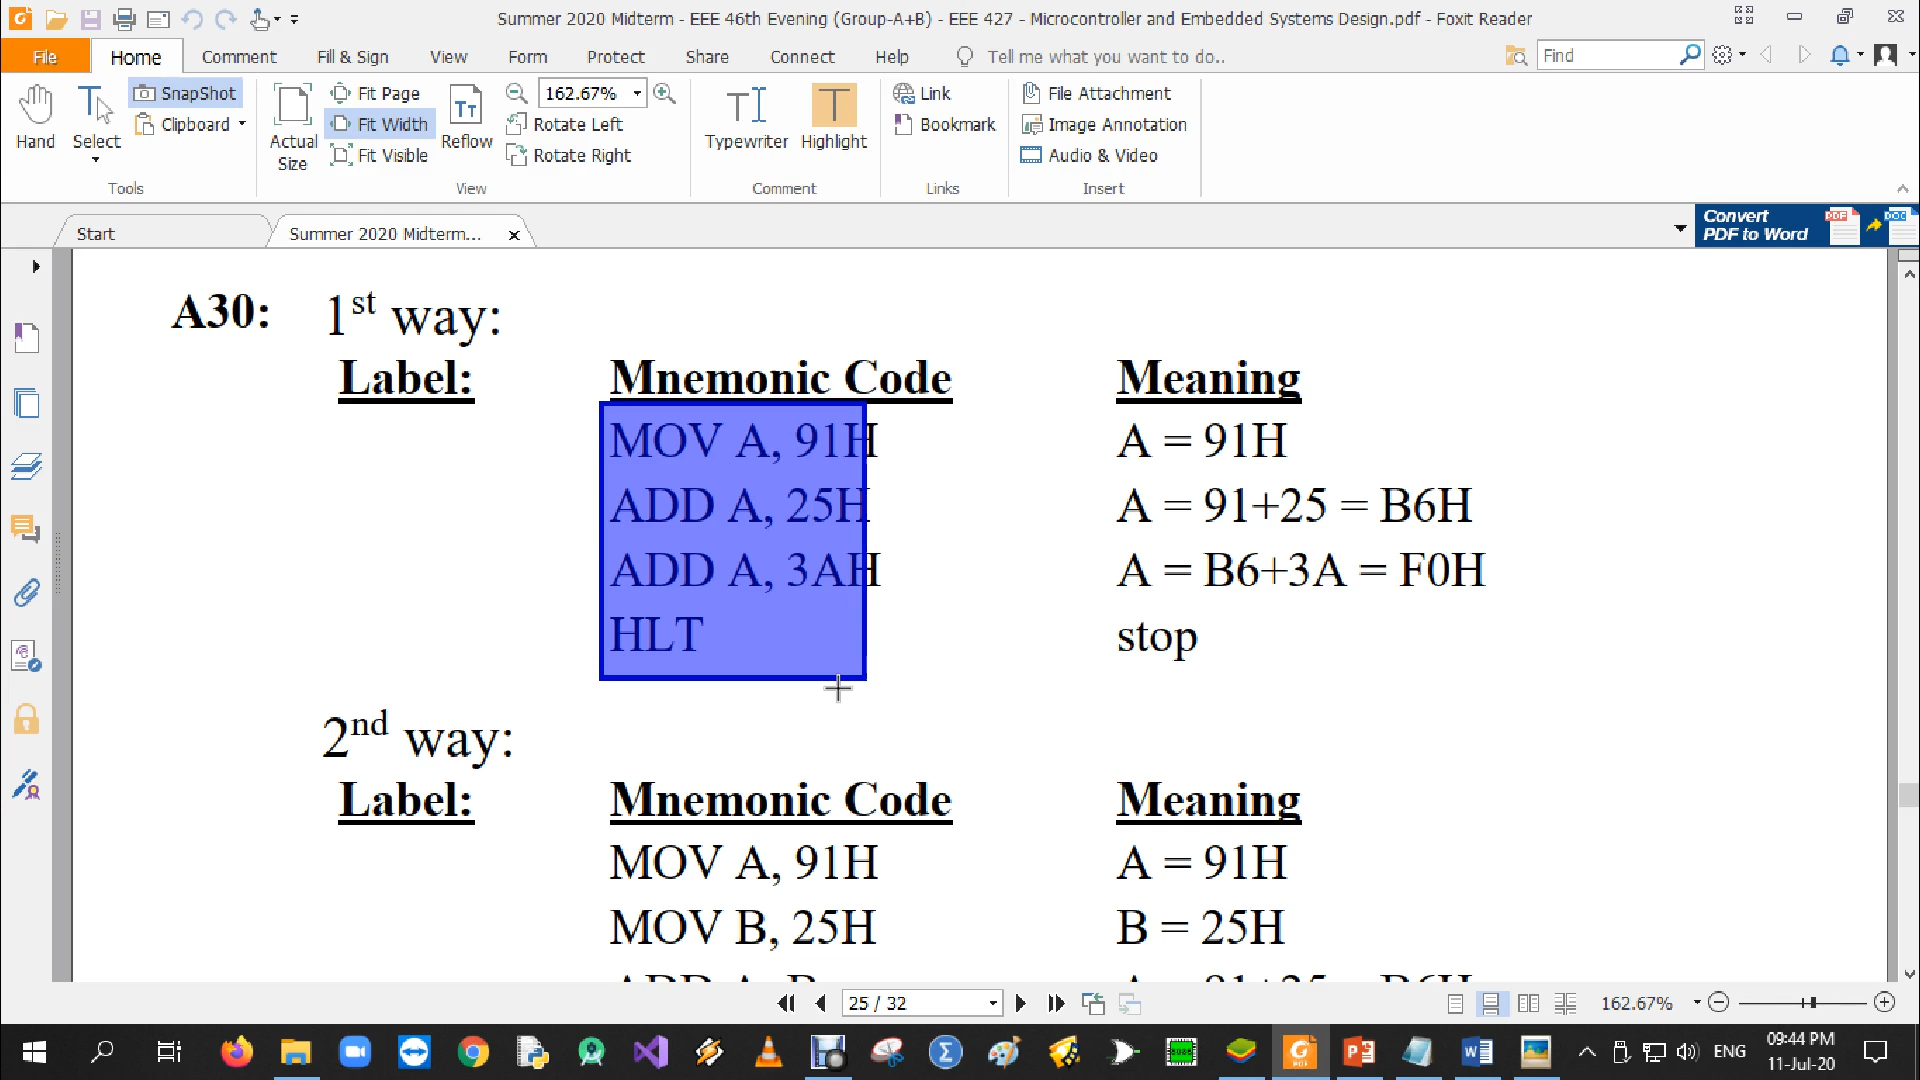 Summer 2020 Midterm - EEE 46th Evening (Group-A+B) - EEE 427 - Microcontroller and Embedded Systems Design.pdf - Foxit Reader
File Home Comment Fill & Sign View Form Protect Share Connect Help Tell me what you want to do.. Find
Hand
Select
SnapShot
Clipboard
Tools
Actual Size
Fit Page
Fit Width
Fit Visible
Reflow
162.67%
Rotate Left
Rotate Right
View
Typewriter
Highlight
Comment
Link
Bookmark
Links
File Attachment
Image Annotation
Audio & Video
Insert
Start
Summer 2020 Midterm...
Convert
PDF to Word
PDF DOC
A30: 1st way:
Label: Mnemonic Code Meaning
MOV A, 91H A = 91H
ADD A, 25H A = 91+25 = B6H
ADD A, 3AH A = B6+3A = F0H
HLT stop
2nd way:
Label: Mnemonic Code Meaning
MOV A, 91H A = 91H
MOV B, 25H B = 25H
ADD A, B A = 91+25 = B6H
25 / 32
162.67%
ENG
09:44 PM
11-Jul-20